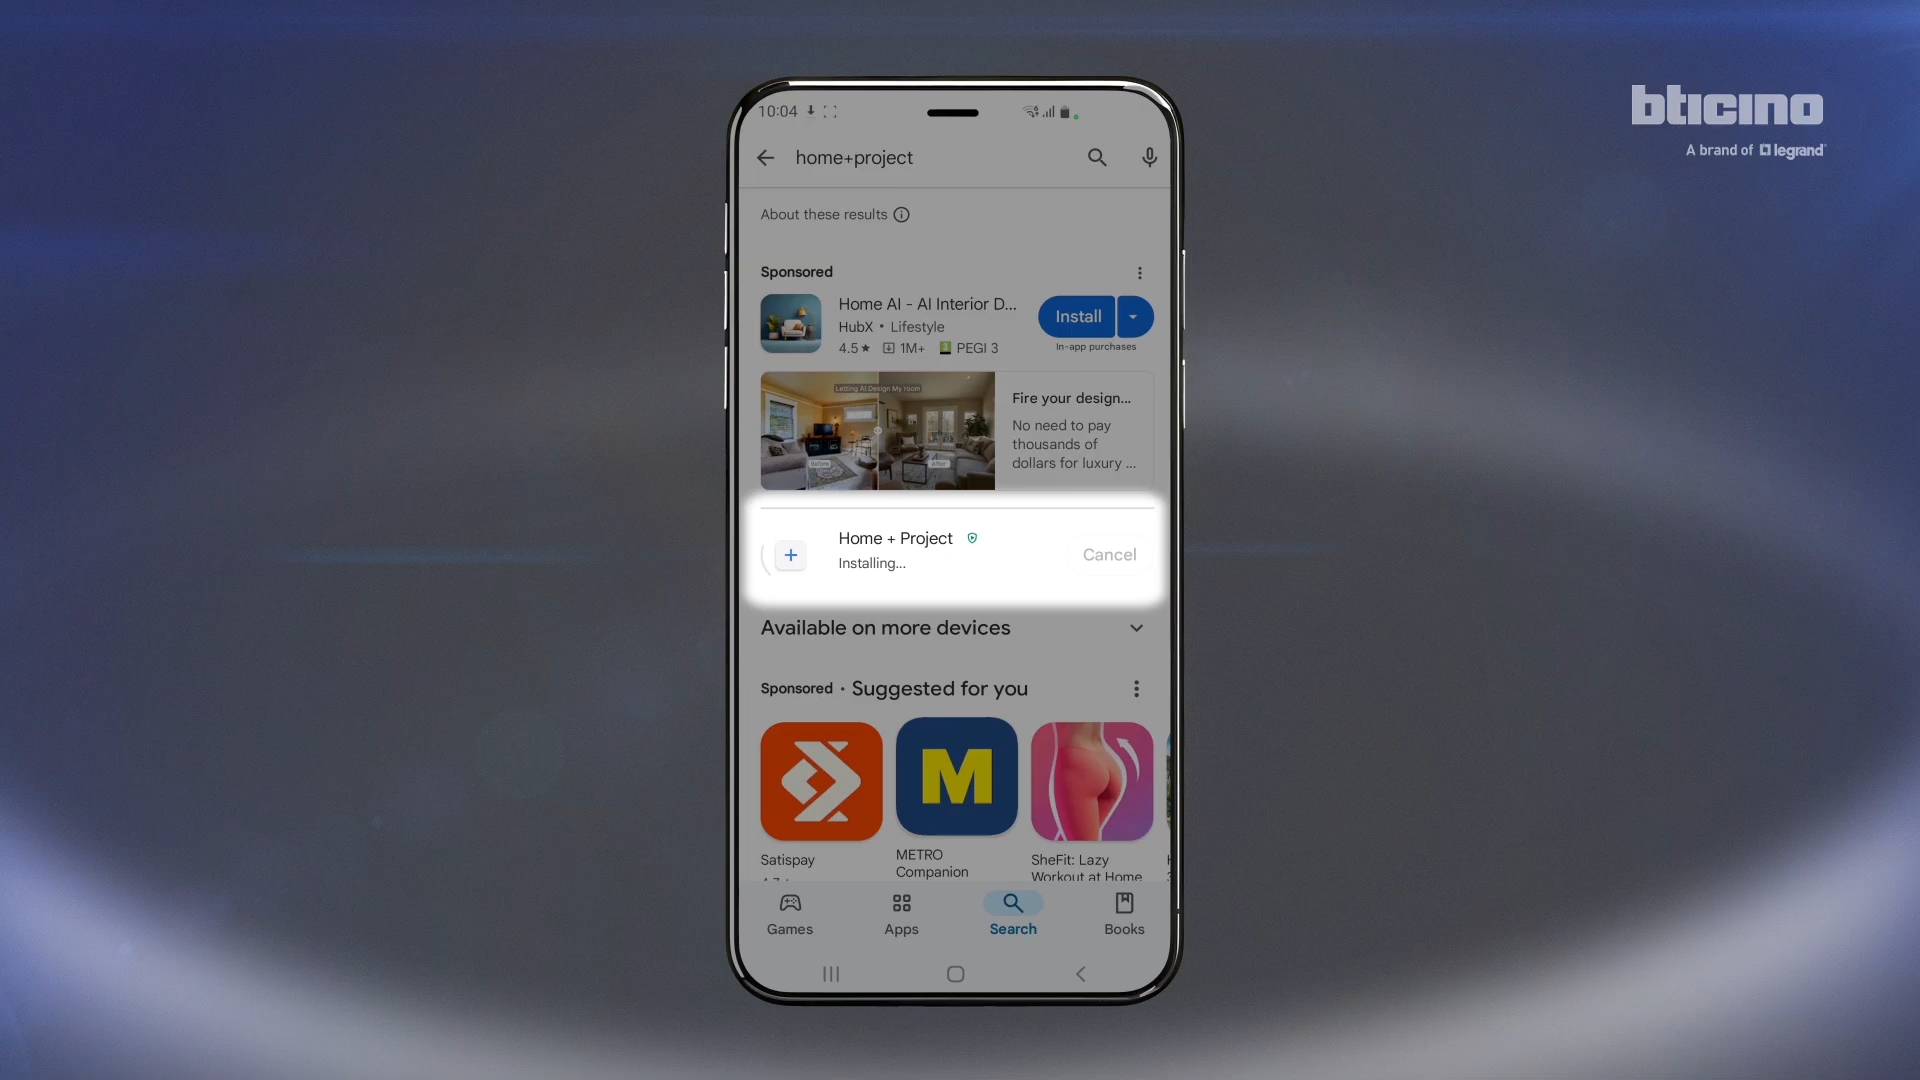 bticino
A brand of legrand
10:04
home+project
About these results
Sponsored
Home AI - AI Interior D...
HubX • Lifestyle
4.5★ 1M+ 3 PEGI 3
Install
In-app purchases
Letting AI Design My room
Before
After
Fire your design...
No need to pay
thousands of
dollars for luxury ...
Home + Project
Installing...
Cancel
Available on more devices
Sponsored · Suggested for you
M
Satispay
METRO
Companion
SheFit: Lazy
Workout at Home
Games
Apps
Search
Books